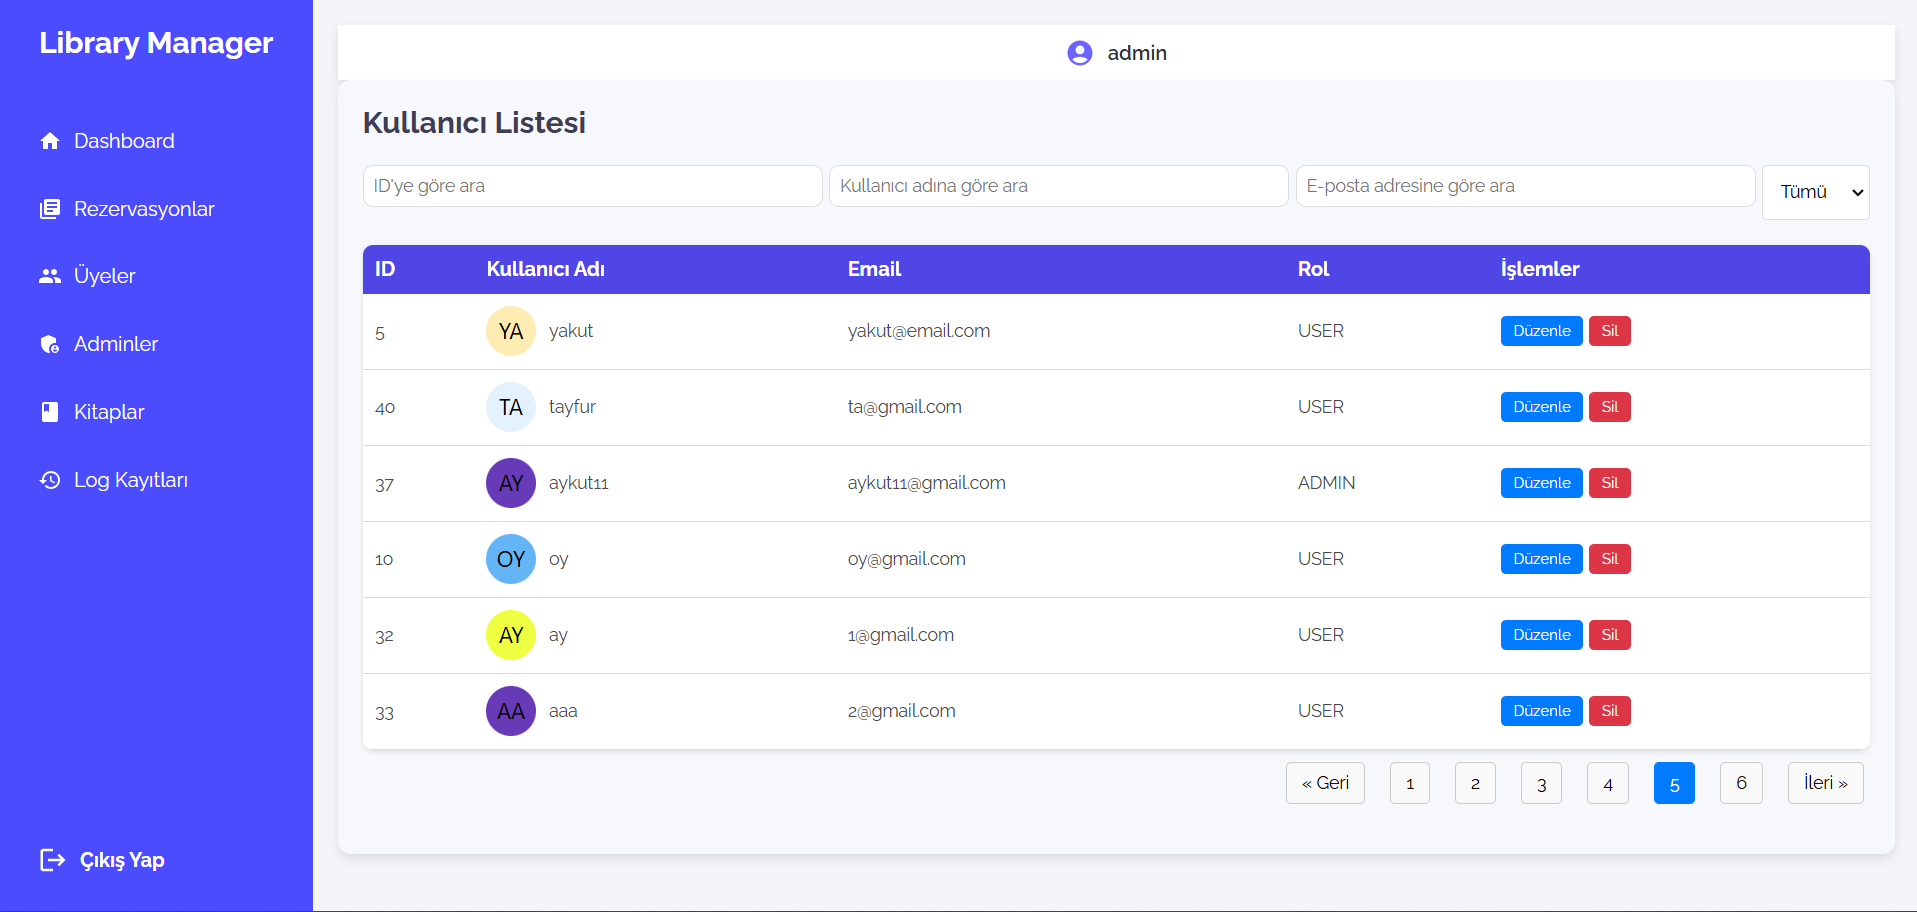 Library Manager
Dashboard
Rezervasyonlar
Üyeler
Adminler
Kitaplar
Log Kayıtları
Çıkış Yap
admin
Kullanıcı Listesi
ID'ye göre ara Kullanıcı adına göre ara E-posta adresine göre ara Tümü
ID Kullanıcı Adı Email Rol İşlemler
5 YA yakut yakut@email.com USER Düzenle Sil
40 TA tayfur ta@gmail.com USER Düzenle Sil
37 AY aykut11 aykut11@gmail.com ADMIN Düzenle Sil
10 OY oy oy@gmail.com USER Düzenle Sil
32 AY ay 1@gmail.com USER Düzenle Sil
33 AA aaa 2@gmail.com USER Düzenle Sil
« Geri 1 2 3 4 5 6 İleri »